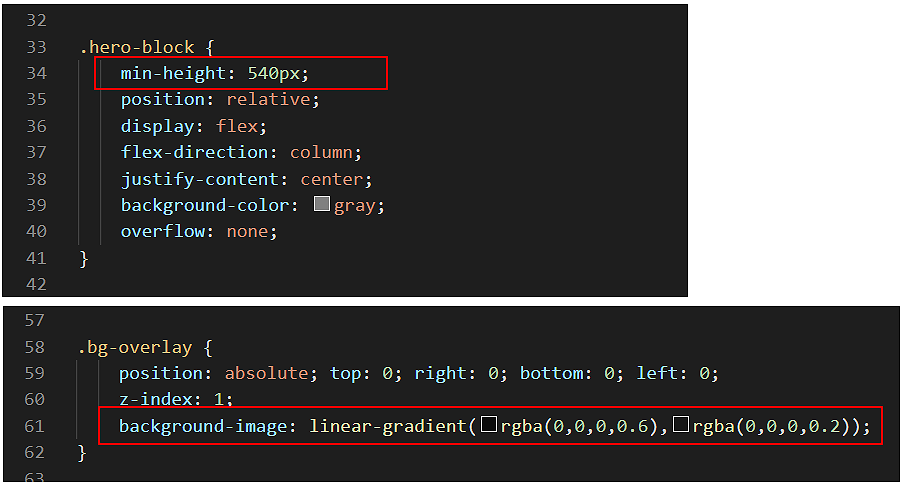 32
33 .hero-block {
34 min-height: 540px;
35 position: relative;
36 display: flex;
37 flex-direction: column;
38 justify-content: center;
39 background-color: gray;
40 overflow: none;
41 }
42
57
58 .bg-overlay {
59 position: absolute; top: 0; right: 0; bottom: 0; left: 0;
60 z-index: 1;
61 background-image: linear-gradient(rgba(0,0,0,0.6),rgba(0,0,0,0.2));
62 }
63